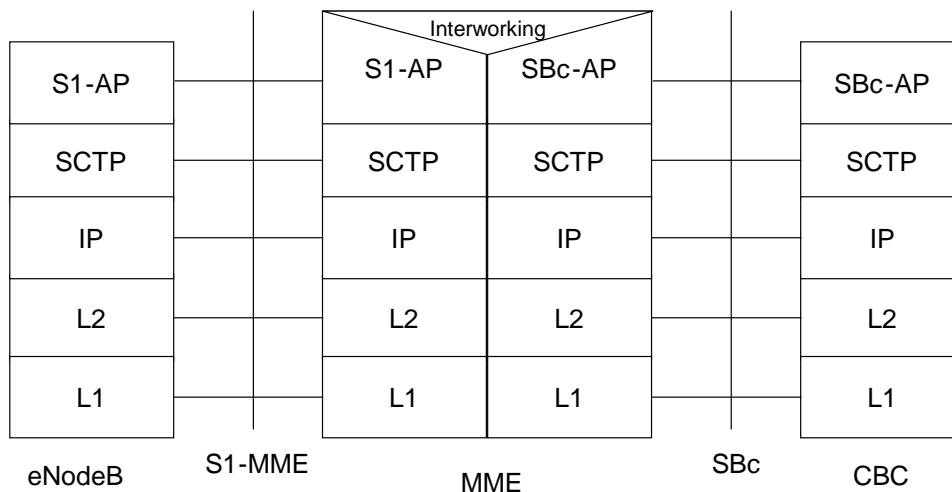 Interworking
S1-AP S1-AP SBc-AP SBc-AP
SCTP SCTP SCTP SCTP
IP IP IP IP
L2 L2 L2 L2
L1 L1 L1 L1
eNodeB S1-MME MME SBc CBC